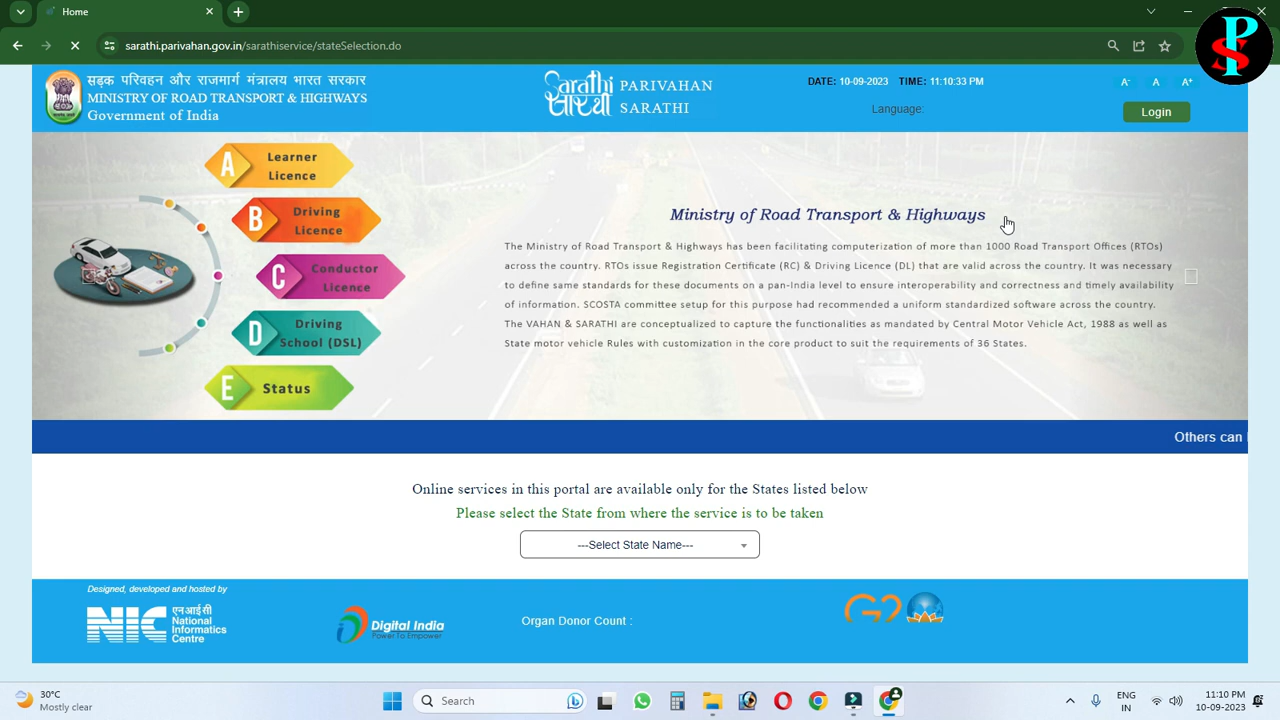 Home
sarathi.parivahan.gov.in/sarathiservice/stateSelection.do
PS
सड़क परिवहन और राजमार्ग मंत्रालय भारत सरकार
MINISTRY OF ROAD TRANSPORT & HIGHWAYS
Government of India
Sarathi
सारथी
PARIVAHAN
SARATHI
DATE: 10-09-2023 TIME: 11:10:33 PM
A- A A+
Language:
Login
A Learner
Licence
B Driving
Licence
C Conductor
Licence
D Driving
School (DSL)
E Status
Ministry of Road Transport & Highways
The Ministry of Road Transport & Highways has been facilitating computerization of more than 1000 Road Transport Offices (RTOs)
across the country. RTOs issue Registration Certificate (RC) & Driving Licence (DL) that are valid across the country. It was necessary
to define same standards for these documents on a pan-India level to ensure interoperability and correctness and timely availability
of information. SCOSTA committee setup for this purpose had recommended a uniform standardized software across the country.
The VAHAN & SARATHI are conceptualized to capture the functionalities as mandated by Central Motor Vehicle Act, 1988 as well as
State motor vehicle Rules with customization in the core product to suit the requirements of 36 States.
Others can
Online services in this portal are available only for the States listed below
Please select the State from where the service is to be taken
---Select State Name---
Designed, developed and hosted by
NIC
एन आई सी
National
Informatics
Centre
Digital India
Power To Empower
Organ Donor Count :
G2
30°C
Mostly clear
Search
ENG
IN
11:10 PM
10-09-2023